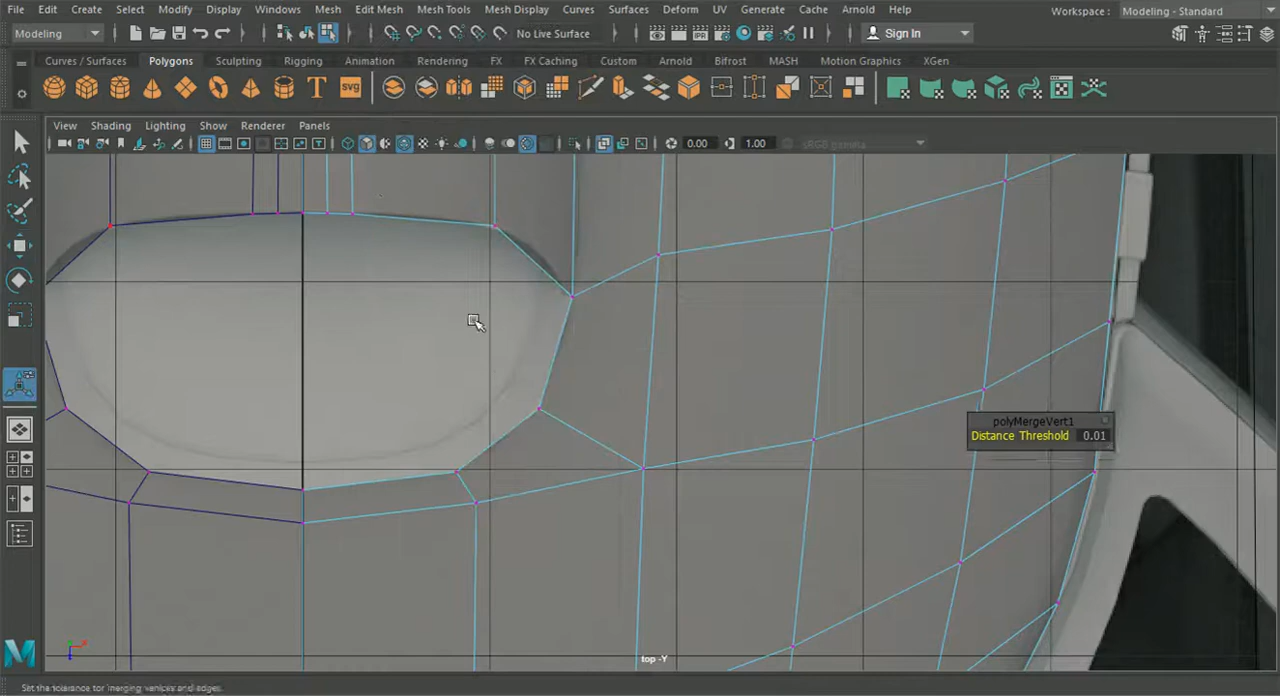 File Edit Create Select Modify Display Windows Mesh Edit Mesh Mesh Tools Mesh Display Curves Surfaces Deform UV Generate Cache Arnold Help Workspace: Modeling - Standard
Modeling No Live Surface Sign In
Curves / Surfaces Polygons Sculpting Rigging Animation Rendering FX FX Caching Custom Arnold Bifrost MASH Motion Graphics XGen
T SVG
View Shading Lighting Show Renderer Panels
0.00 1.00 sRGB gamma
polyMergeVert1
Distance Threshold 0.01
top -Y
Set the tolerance for merging vertices and edges.